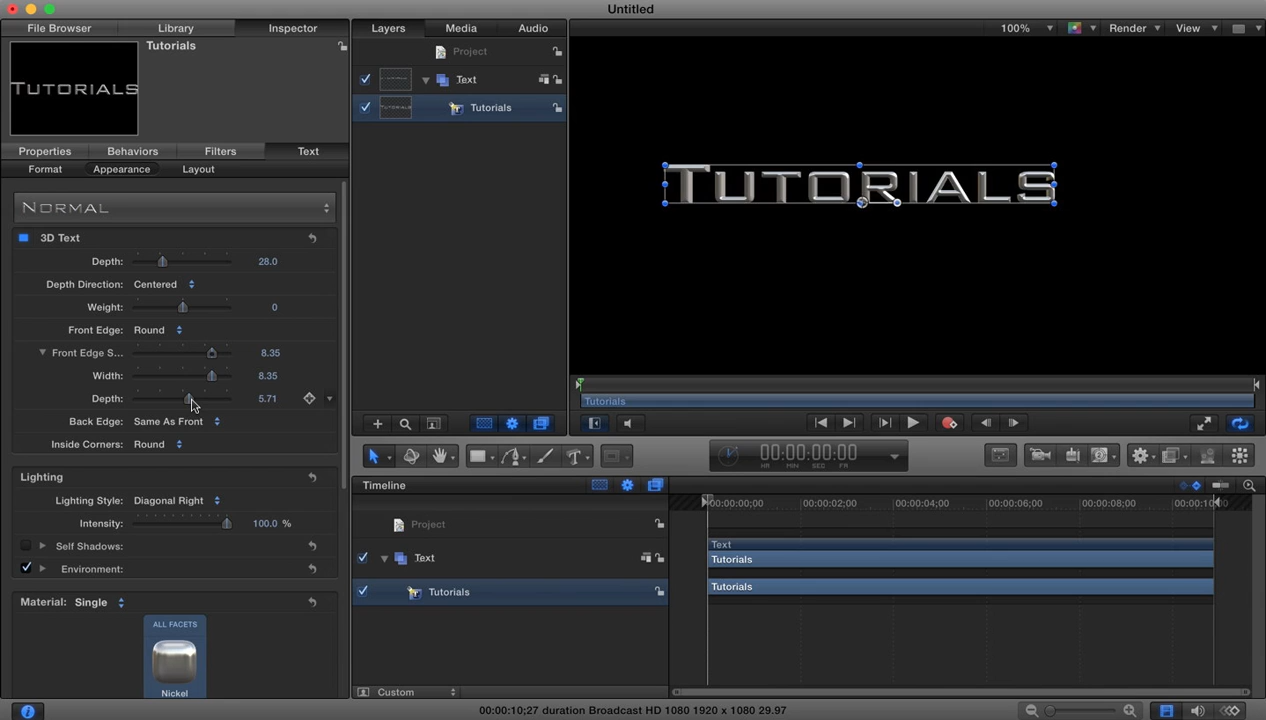 Untitled
File Browser
Library
Inspector
Layers
Media
Audio
100%
Render
View
Tutorials
TUTORIALS
Project
Text
Tutorials
TUTORIALS
Properties
Behaviors
Filters
Text
Format
Appearance
Layout
NORMAL
3D Text
Depth: 28.0
Depth Direction: Centered
Weight: 0
Front Edge: Round
Front Edge S... 8.35
Width: 8.35
Depth: 5.71
Back Edge: Same As Front
Inside Corners: Round
Lighting
Lighting Style: Diagonal Right
Intensity: 100.0 %
Self Shadows:
Environment:
Material: Single
ALL FACETS
Nickel
Tutorials
00:00:00:00
HR MIN SEC FR
Timeline
00:00:00;00 00:00:02;00 00:00:04;00 00:00:06;00 00:00:08;00
Project
Text
Text
Tutorials
Tutorials
Tutorials
Custom
00:00:10;27 duration Broadcast HD 1080 1920 x 1080 29.97